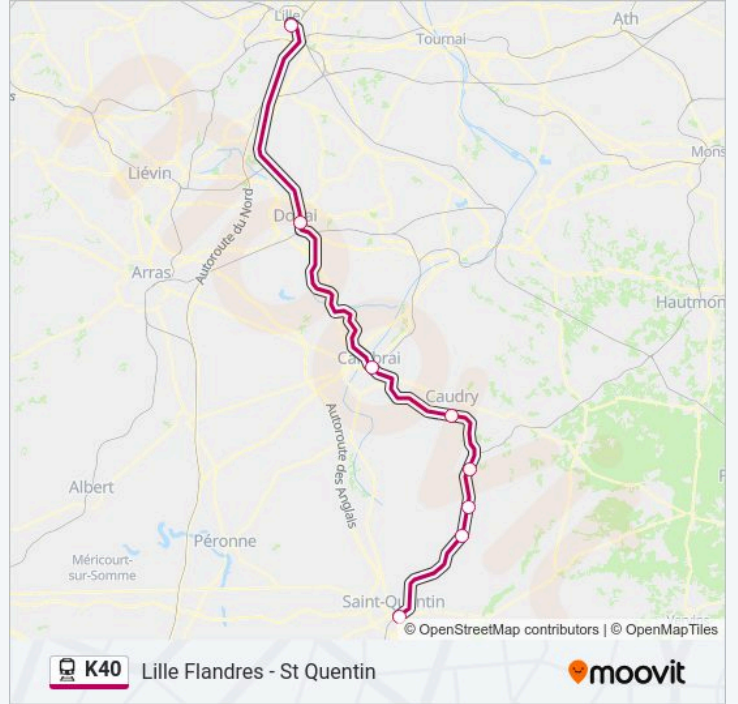 Lille
Ath
Tournai
s
Mons
Liévin
Autoroute du Nord
Douai
Arras
Hautmon
Cambrai
Caudry
Autoroute des Anglais
Albert
Péronne
Méricourt-
sur-Somme
Saint-Quentin
© OpenStreetMap contributors | © OpenMapTiles
K40
Lille Flandres - St Quentin
moovit